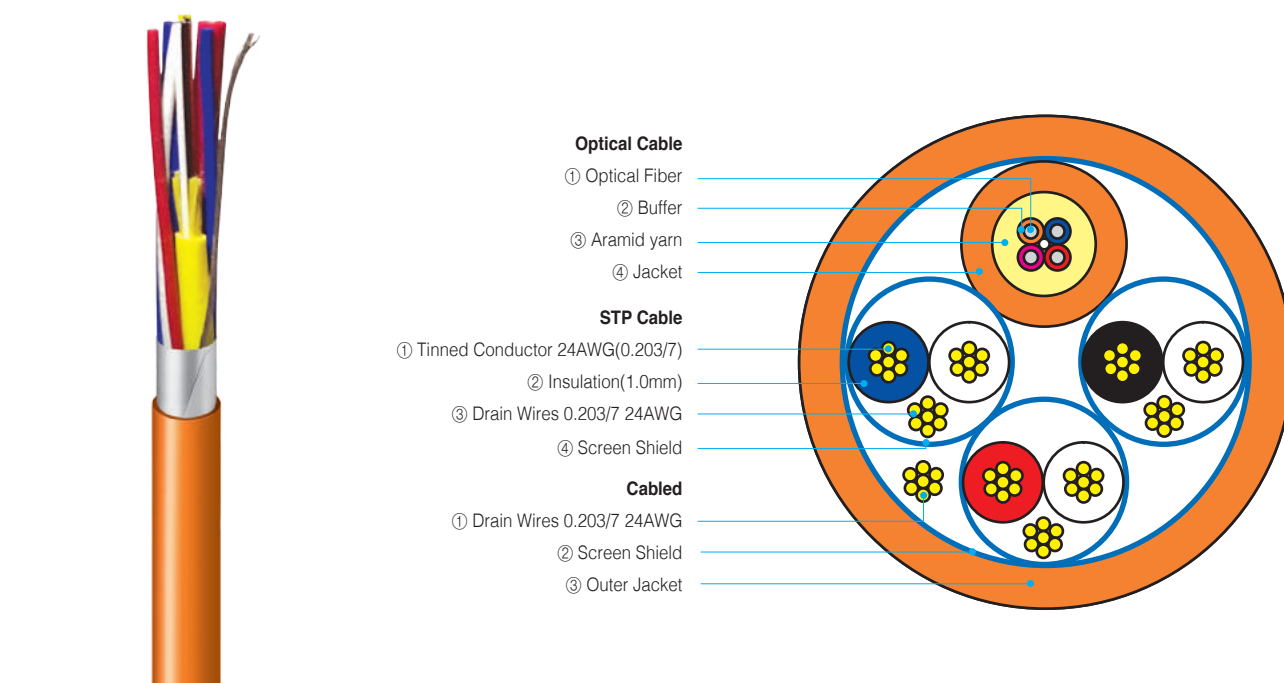 Optical Cable
① Optical Fiber
② Buffer
③ Aramid yarn
④ Jacket
STP Cable
① Tinned Conductor 24AWG(0.203/7)
② Insulation(1.0mm)
③ Drain Wires 0.203/7 24AWG
④ Screen Shield
Cabled
① Drain Wires 0.203/7 24AWG
② Screen Shield
③ Outer Jacket